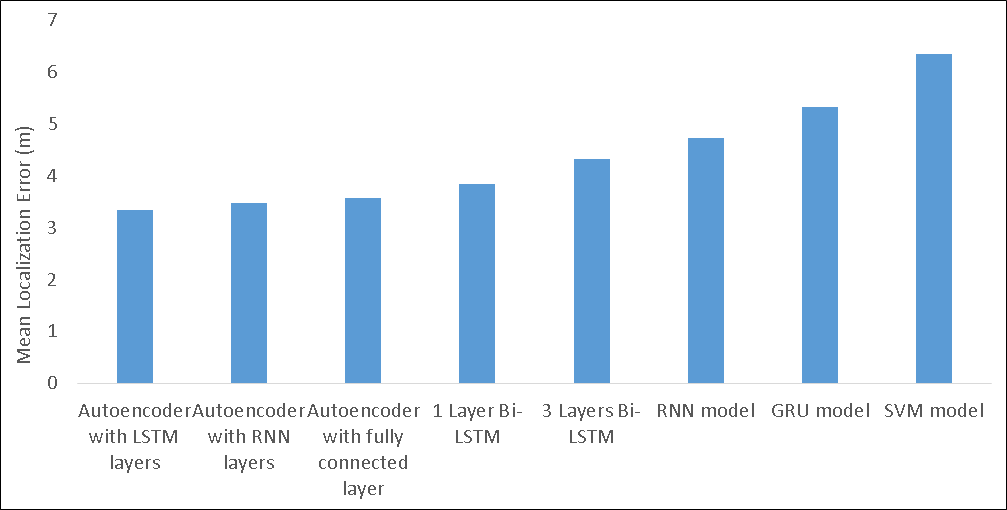 7
6
5
4
3
2
1
0
Mean Localization Error (m)
Autoencoder
with LSTM
layers
Autoencoder
with RNN
layers
Autoencoder
with fully
connected
layer
1 Layer Bi-
LSTM
3 Layers Bi-
LSTM
RNN model
GRU model
SVM model